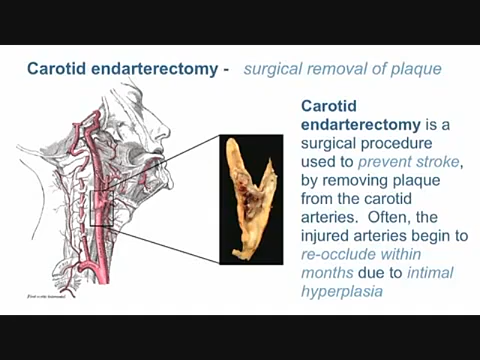 Carotid endarterectomy - surgical removal of plaque
Carotid
endarterectomy is a
surgical procedure
used to prevent stroke,
by removing plaque
from the carotid
arteries. Often, the
injured arteries begin to
re-occlude within
months due to intimal
hyperplasia